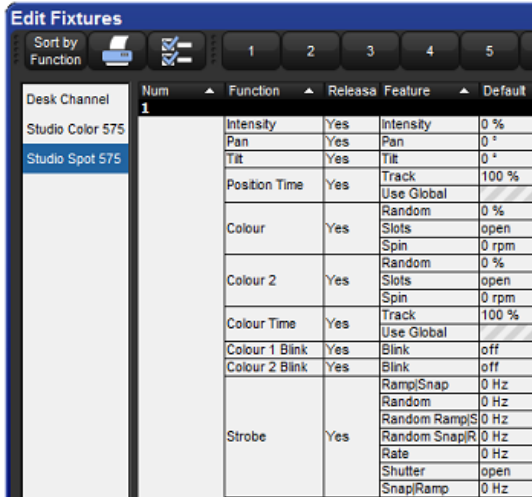 Edit Fixtures
Sort by
Function
1 2 3 4 5
Num Function Releasa Feature Default
1
Desk Channel
Studio Color 575
Studio Spot 575
Intensity Yes Intensity 0 %
Pan Yes Pan 0 °
Tilt Yes Tilt 0 °
Position Time Yes Track 100 %
Use Global
Colour Yes Random 0 %
Slots open
Spin 0 rpm
Colour 2 Yes Random 0 %
Slots open
Spin 0 rpm
Colour Time Yes Track 100 %
Use Global
Colour 1 Blink Yes Blink off
Colour 2 Blink Yes Blink off
Strobe Yes Ramp|Snap 0 Hz
Random 0 Hz
Random Ramp|S 0 Hz
Random Snap|R 0 Hz
Rate 0 Hz
Shutter open
Snap|Ramp 0 Hz